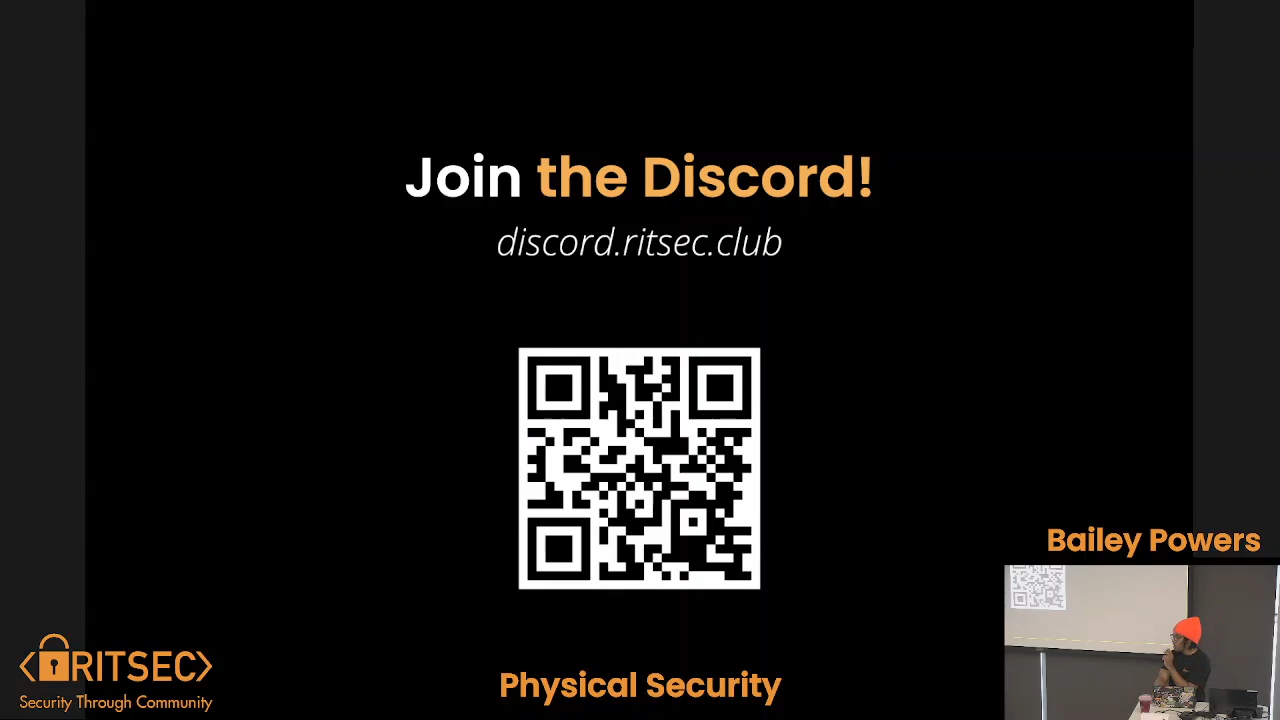 Join the Discord!
discord.ritsec.club
Bailey Powers
RITSEC
Security Through Community
Physical Security